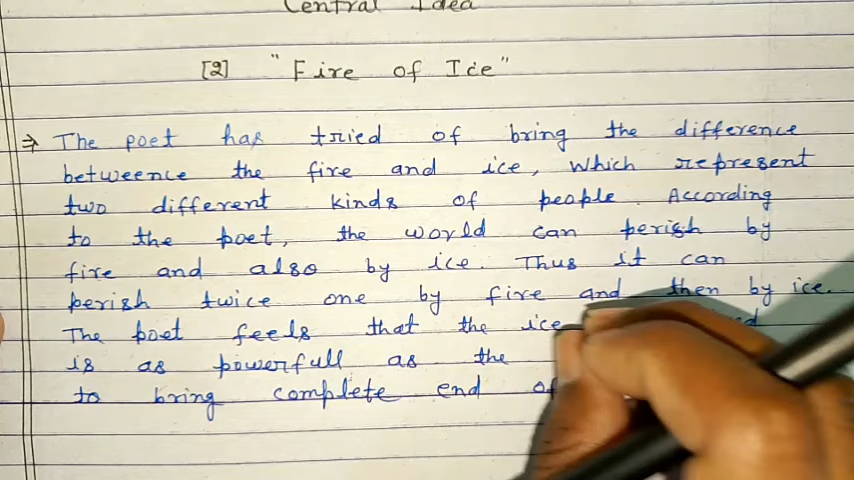 Central Idea
[2] "Fire of Ice"
⇒ The poet has tried of bring the difference
betweence the fire and ice, which represent
two different kinds of people. According
to the poet, the world can perish by
fire and also by ice. Thus it can
perish twice one by fire and then by ice.
The poet feels that the ice
is as powerfull as the
to bring complete end of